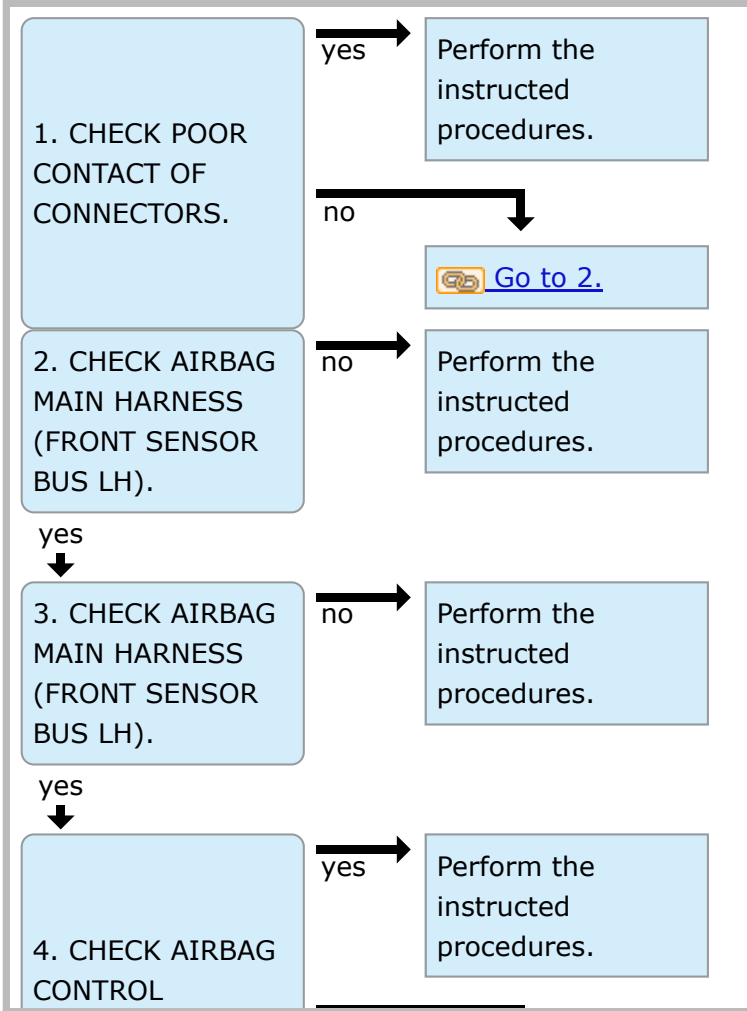 1. CHECK POOR
CONTACT OF
CONNECTORS.
yes
Perform the
instructed
procedures.
no
Go to 2.
2. CHECK AIRBAG
MAIN HARNESS
(FRONT SENSOR
BUS LH).
no
Perform the
instructed
procedures.
yes
3. CHECK AIRBAG
MAIN HARNESS
(FRONT SENSOR
BUS LH).
no
Perform the
instructed
procedures.
yes
4. CHECK AIRBAG
CONTROL
yes
Perform the
instructed
procedures.